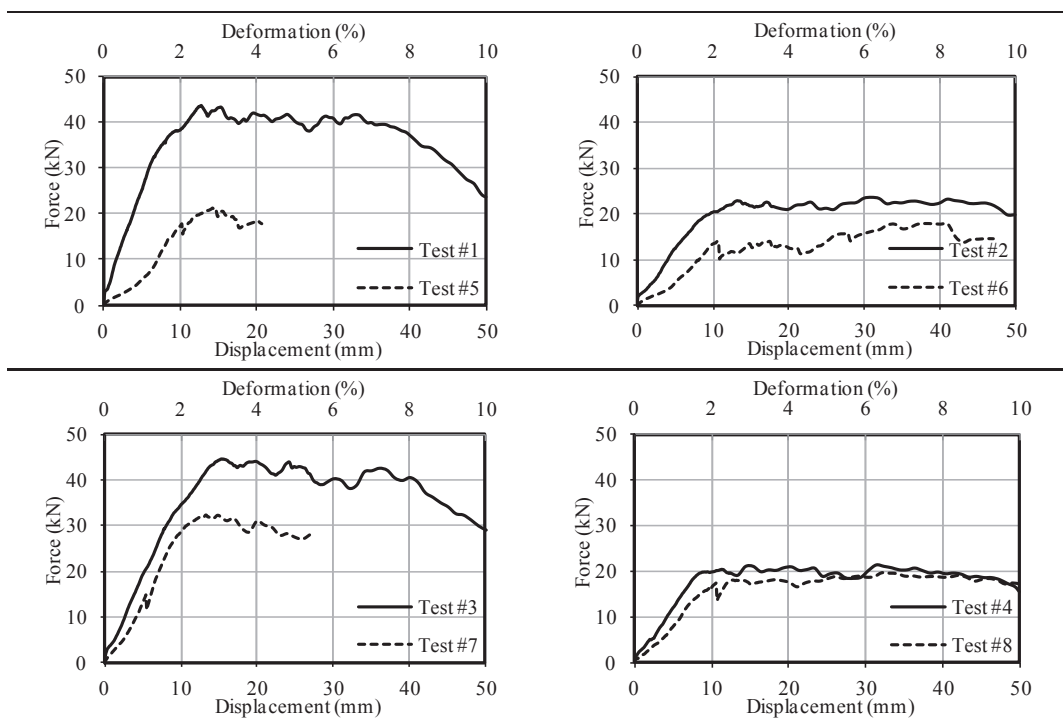 Deformation (%)
0 2 4 6 8 10
50
40
30
20
10
0
Force (kN)
Test #1
Test #5
0 10 20 30 40 50
Displacement (mm)
Deformation (%)
0 2 4 6 8 10
50
40
30
20
10
0
Force (kN)
Test #2
Test #6
0 10 20 30 40 50
Displacement (mm)
Deformation (%)
0 2 4 6 8 10
50
40
30
20
10
0
Force (kN)
Test #3
Test #7
0 10 20 30 40 50
Displacement (mm)
Deformation (%)
0 2 4 6 8 10
50
40
30
20
10
0
Force (kN)
Test #4
Test #8
0 10 20 30 40 50
Displacement (mm)